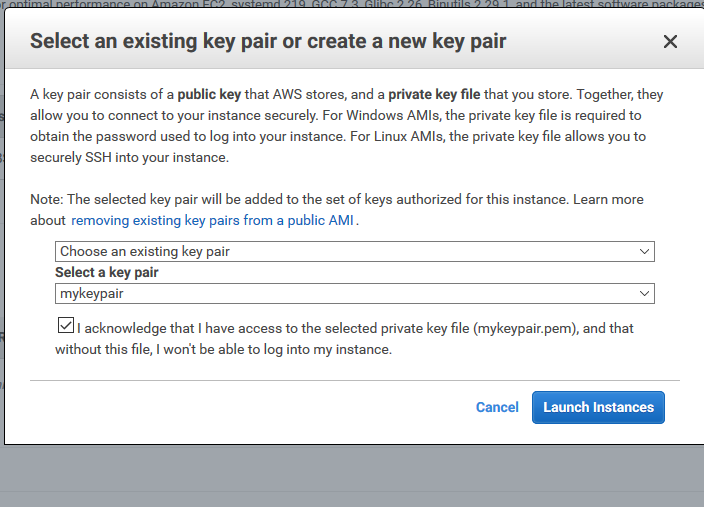 optimal performance on Amazon EC2, systemd 219, GCC 7.3, Glibc 2.26, Binutils 2.29.1, and the latest software packages
Select an existing key pair or create a new key pair
A key pair consists of a public key that AWS stores, and a private key file that you store. Together, they
allow you to connect to your instance securely. For Windows AMIs, the private key file is required to
obtain the password used to log into your instance. For Linux AMIs, the private key file allows you to
securely SSH into your instance.
Note: The selected key pair will be added to the set of keys authorized for this instance. Learn more
about removing existing key pairs from a public AMI.
Choose an existing key pair
Select a key pair
mykeypair
I acknowledge that I have access to the selected private key file (mykeypair.pem), and that
without this file, I won't be able to log into my instance.
Cancel Launch Instances